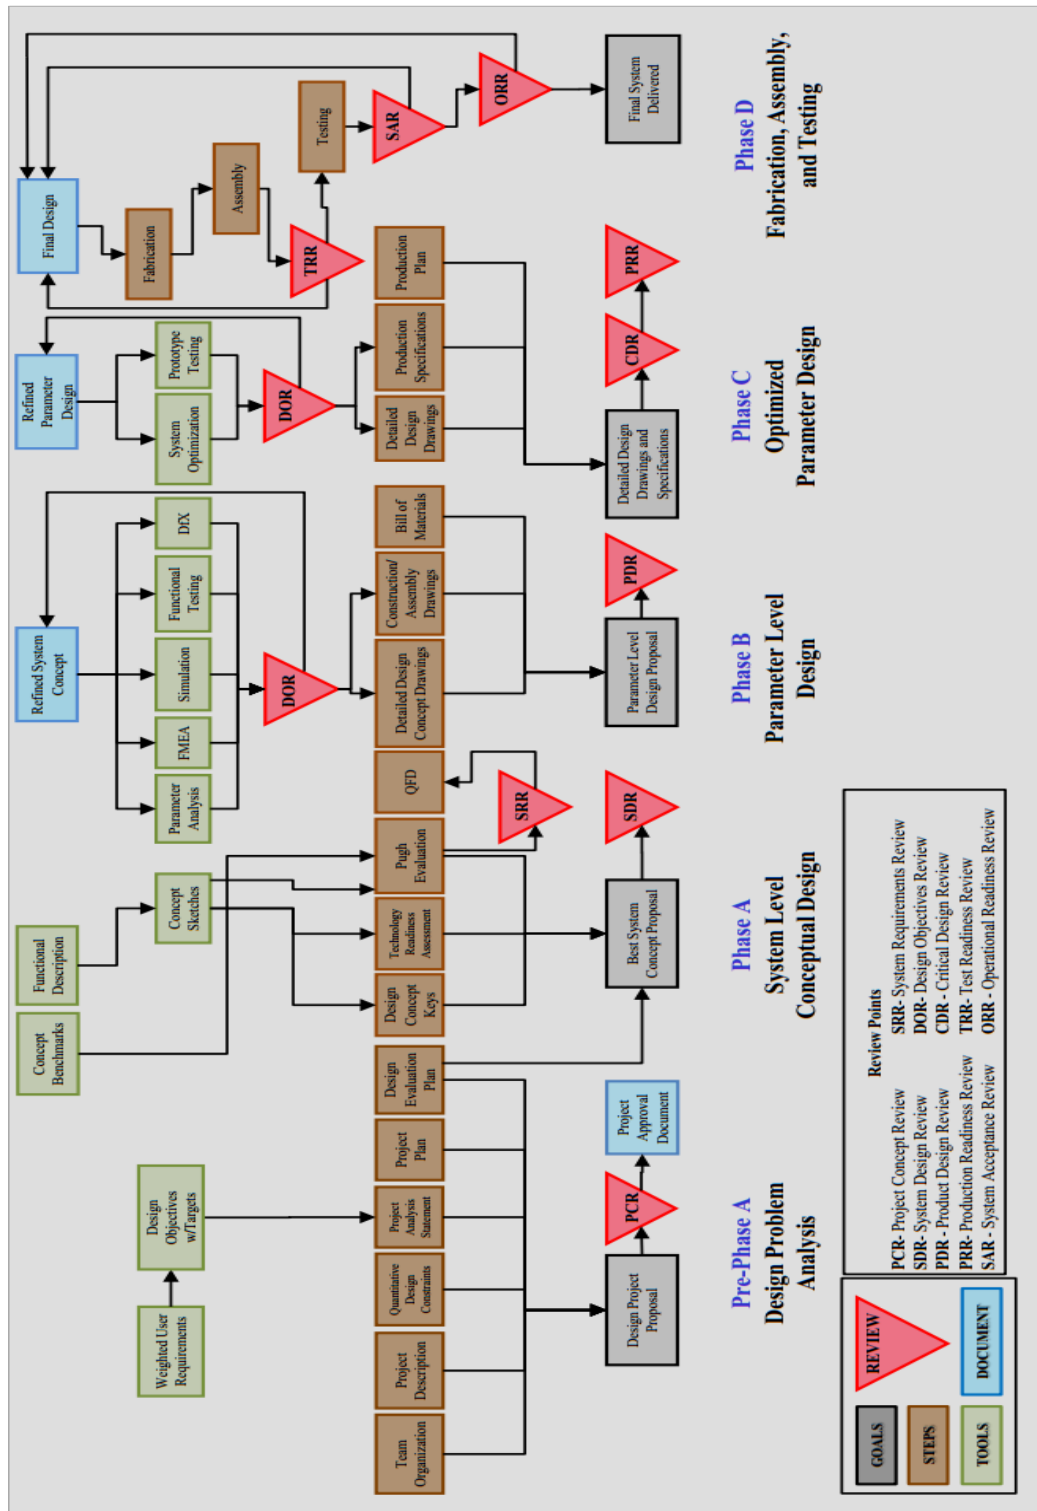 Weighted User
Requirements
Design
Objectives
w/Targets
Team
Organization
Project
Description
Quantitative
Design
Constraints
Project
Analysis
Statement
Project
Plan
Design
Evaluation
Plan
Design Project
Proposal
PCR
Project
Approval
Document
Pre-Phase A
Design Problem
Analysis
Concept
Benchmarks
Functional
Description
Concept
Sketches
Design
Concept
Keys
Technology
Readiness
Assessment
Pugh
Evaluation
QFD
SRR
Best System
Concept Proposal
SDR
Phase A
System Level
Conceptual Design
Refined System
Concept
Parameter
Analysis
FMEA
Simulation
Functional
Testing
DfX
DOR
Detailed Design
Concept Drawings
Construction/
Assembly
Drawings
Bill of
Materials
Parameter Level
Design Proposal
PDR
Phase B
Parameter Level
Design
Refined
Parameter
Design
System
Optimization
Prototype
Testing
DOR
Detailed
Design
Drawings
Production
Specifications
Production
Plan
Detailed Design
Drawings and
Specifications
CDR
PRR
Phase C
Optimized
Parameter Design
Final Design
Fabrication
Assembly
TRR
Testing
SAR
ORR
Final System
Delivered
Phase D
Fabrication, Assembly,
and Testing
GOALS
STEPS
TOOLS
REVIEW
DOCUMENT
Review Points
PCR- Project Concept Review
SDR- System Design Review
PDR- Product Design Review
PRR- Production Readiness Review
SAR - System Acceptance Review
SRR- System Requirements Review
DOR- Design Objectives Review
CDR - Critical Design Review
TRR- Test Readiness Review
ORR - Operational Readiness Review